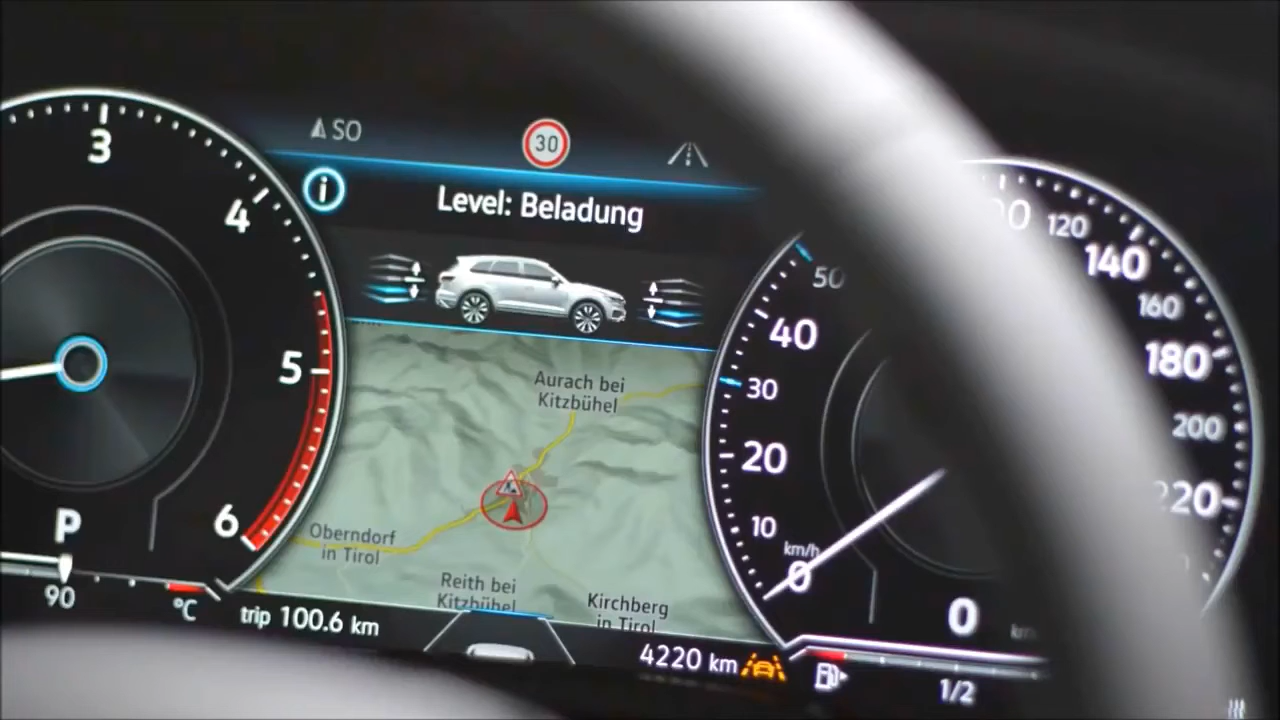 SO
30
Level: Beladung
3
4
5
6
P
90
°C
trip 100.6 km
Aurach bei
Kitzbühel
Oberndorf
in Tirol
Reith bei
Kitzbühel
Kirchberg
in Tirol
4220 km
50
40
30
20
10
km/h
0
120
140
160
180
200
220
0
km
1/2